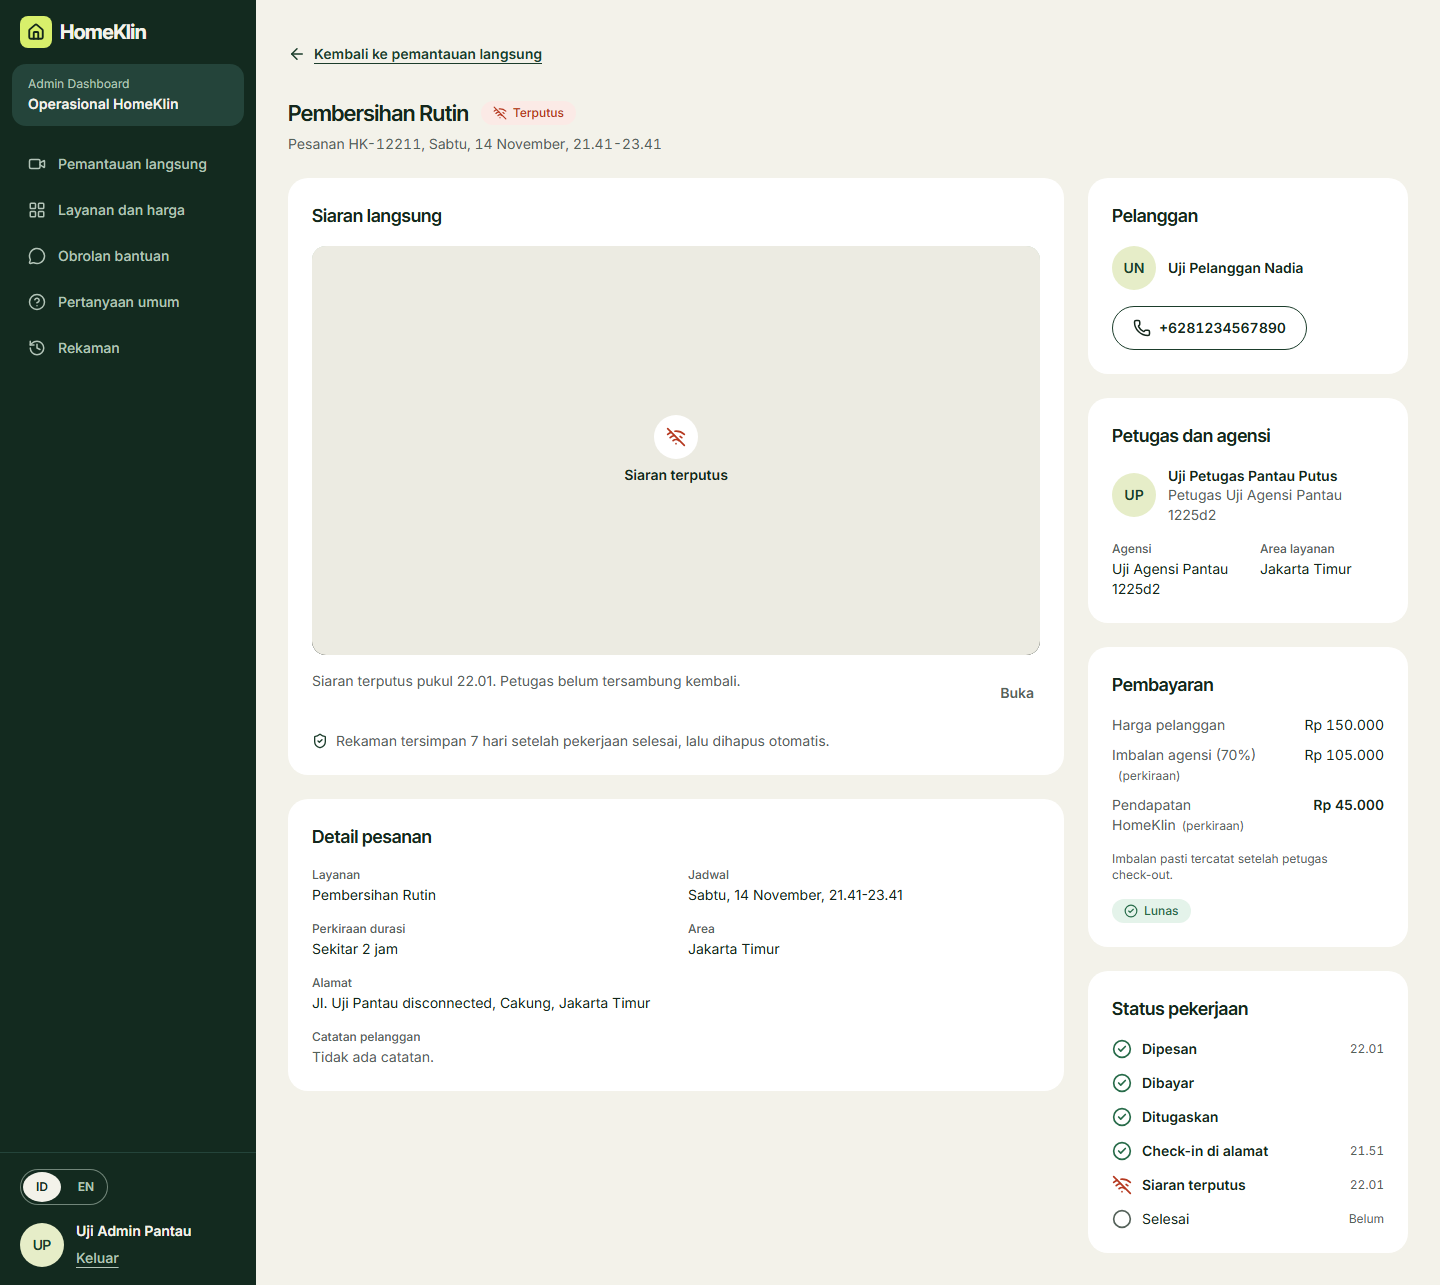 HomeKlin
Admin Dashboard
Operasional HomeKlin
Pemantauan langsung
Layanan dan harga
Obrolan bantuan
Pertanyaan umum
Rekaman
ID EN
UP
Uji Admin Pantau
Keluar
Kembali ke pemantauan langsung
Pembersihan Rutin
Terputus
Pesanan HK-12211, Sabtu, 14 November, 21.41-23.41
Siaran langsung
Siaran terputus
Siaran terputus pukul 22.01. Petugas belum tersambung kembali.
Buka
Rekaman tersimpan 7 hari setelah pekerjaan selesai, lalu dihapus otomatis.
Detail pesanan
Layanan
Pembersihan Rutin
Jadwal
Sabtu, 14 November, 21.41-23.41
Perkiraan durasi
Sekitar 2 jam
Area
Jakarta Timur
Alamat
Jl. Uji Pantau disconnected, Cakung, Jakarta Timur
Catatan pelanggan
Tidak ada catatan.
Pelanggan
UN
Uji Pelanggan Nadia
+6281234567890
Petugas dan agensi
UP
Uji Petugas Pantau Putus
Petugas Uji Agensi Pantau
1225d2
Agensi
Uji Agensi Pantau
1225d2
Area layanan
Jakarta Timur
Pembayaran
Harga pelanggan Rp 150.000
Imbalan agensi (70%) Rp 105.000
(perkiraan)
Pendapatan Rp 45.000
HomeKlin (perkiraan)
Imbalan pasti tercatat setelah petugas
check-out.
Lunas
Status pekerjaan
Dipesan 22.01
Dibayar
Ditugaskan
Check-in di alamat 21.51
Siaran terputus 22.01
Selesai Belum